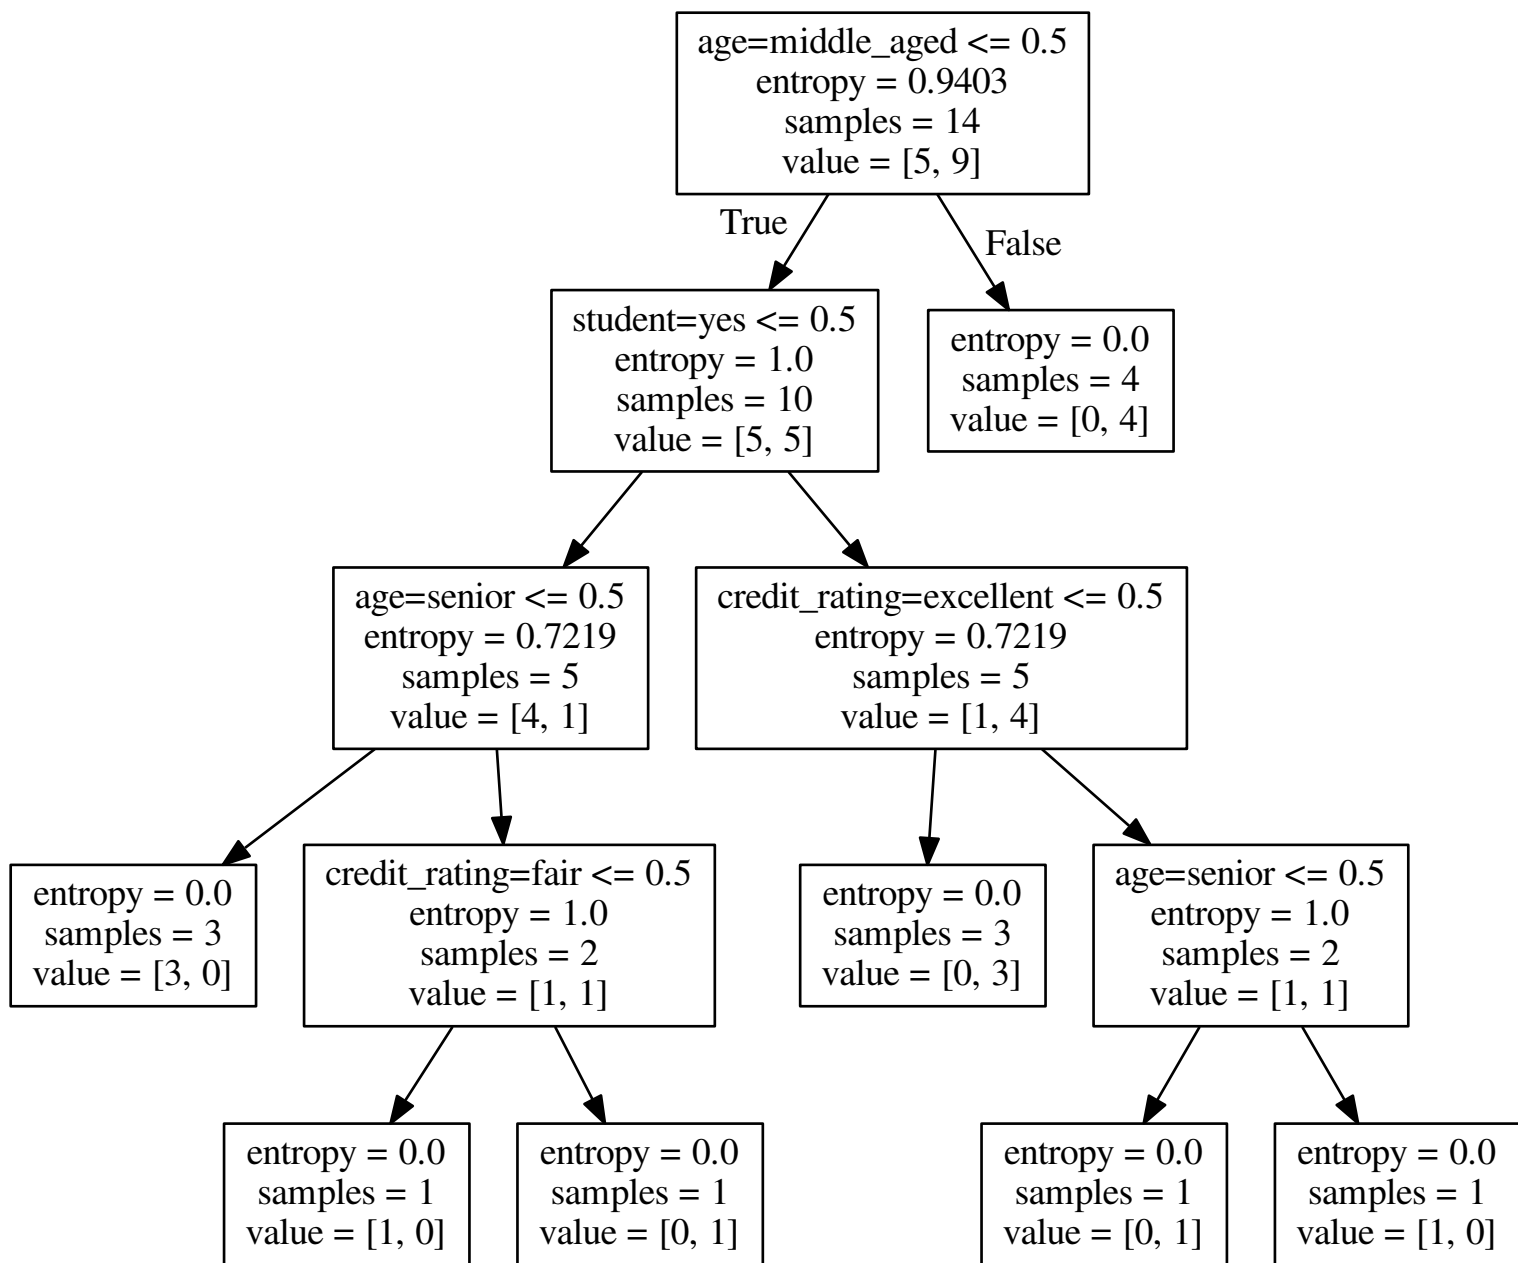 age=middle_aged <= 0.5
entropy = 0.9403
samples = 14
value = [5, 9]
True
False
student=yes <= 0.5
entropy = 1.0
samples = 10
value = [5, 5]
entropy = 0.0
samples = 4
value = [0, 4]
age=senior <= 0.5
entropy = 0.7219
samples = 5
value = [4, 1]
credit_rating=excellent <= 0.5
entropy = 0.7219
samples = 5
value = [1, 4]
entropy = 0.0
samples = 3
value = [3, 0]
credit_rating=fair <= 0.5
entropy = 1.0
samples = 2
value = [1, 1]
entropy = 0.0
samples = 3
value = [0, 3]
age=senior <= 0.5
entropy = 1.0
samples = 2
value = [1, 1]
entropy = 0.0
samples = 1
value = [1, 0]
entropy = 0.0
samples = 1
value = [0, 1]
entropy = 0.0
samples = 1
value = [0, 1]
entropy = 0.0
samples = 1
value = [1, 0]